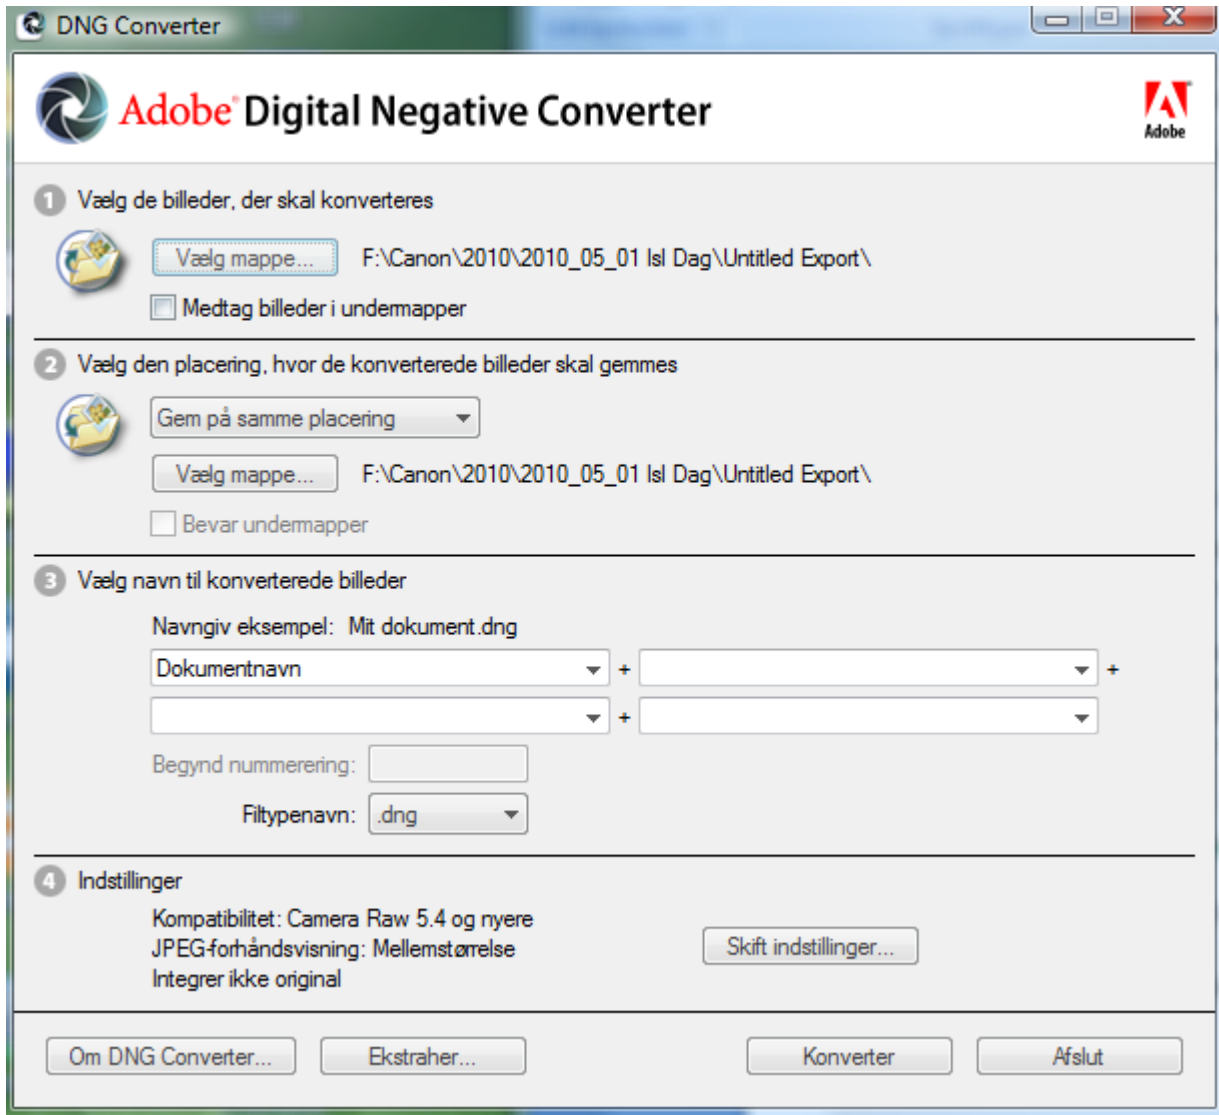 DNG Converter
Adobe® Digital Negative Converter
Adobe
1 Vælg de billeder, der skal konverteres
Vælg mappe... F:\Canon\2010\2010_05_01 Isl Dag\Untitled Export\
Medtag billeder i undermapper
2 Vælg den placering, hvor de konverterede billeder skal gemmes
Gem på samme placering
Vælg mappe... F:\Canon\2010\2010_05_01 Isl Dag\Untitled Export\
Bevar undermapper
3 Vælg navn til konverterede billeder
Navngiv eksempel: Mit dokument.dng
Dokumentnavn + +
+
Begynd nummerering:
Filtypenavn: .dng
4 Indstillinger
Kompatibilitet: Camera Raw 5.4 og nyere
JPEG-forhåndsvisning: Mellemstørrelse
Skift indstillinger...
Integrer ikke original
Om DNG Converter... Ekstraher... Konverter Afslut